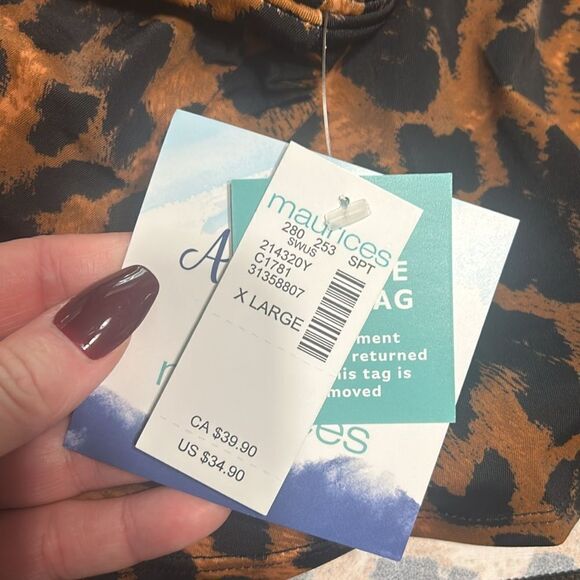 maurices
280 253 SPT
SWUS
214320Y
C1781
31358807
X LARGE
CA $39.90
US $34.90
A
E
AG
ment
returned
his tag is
moved
es